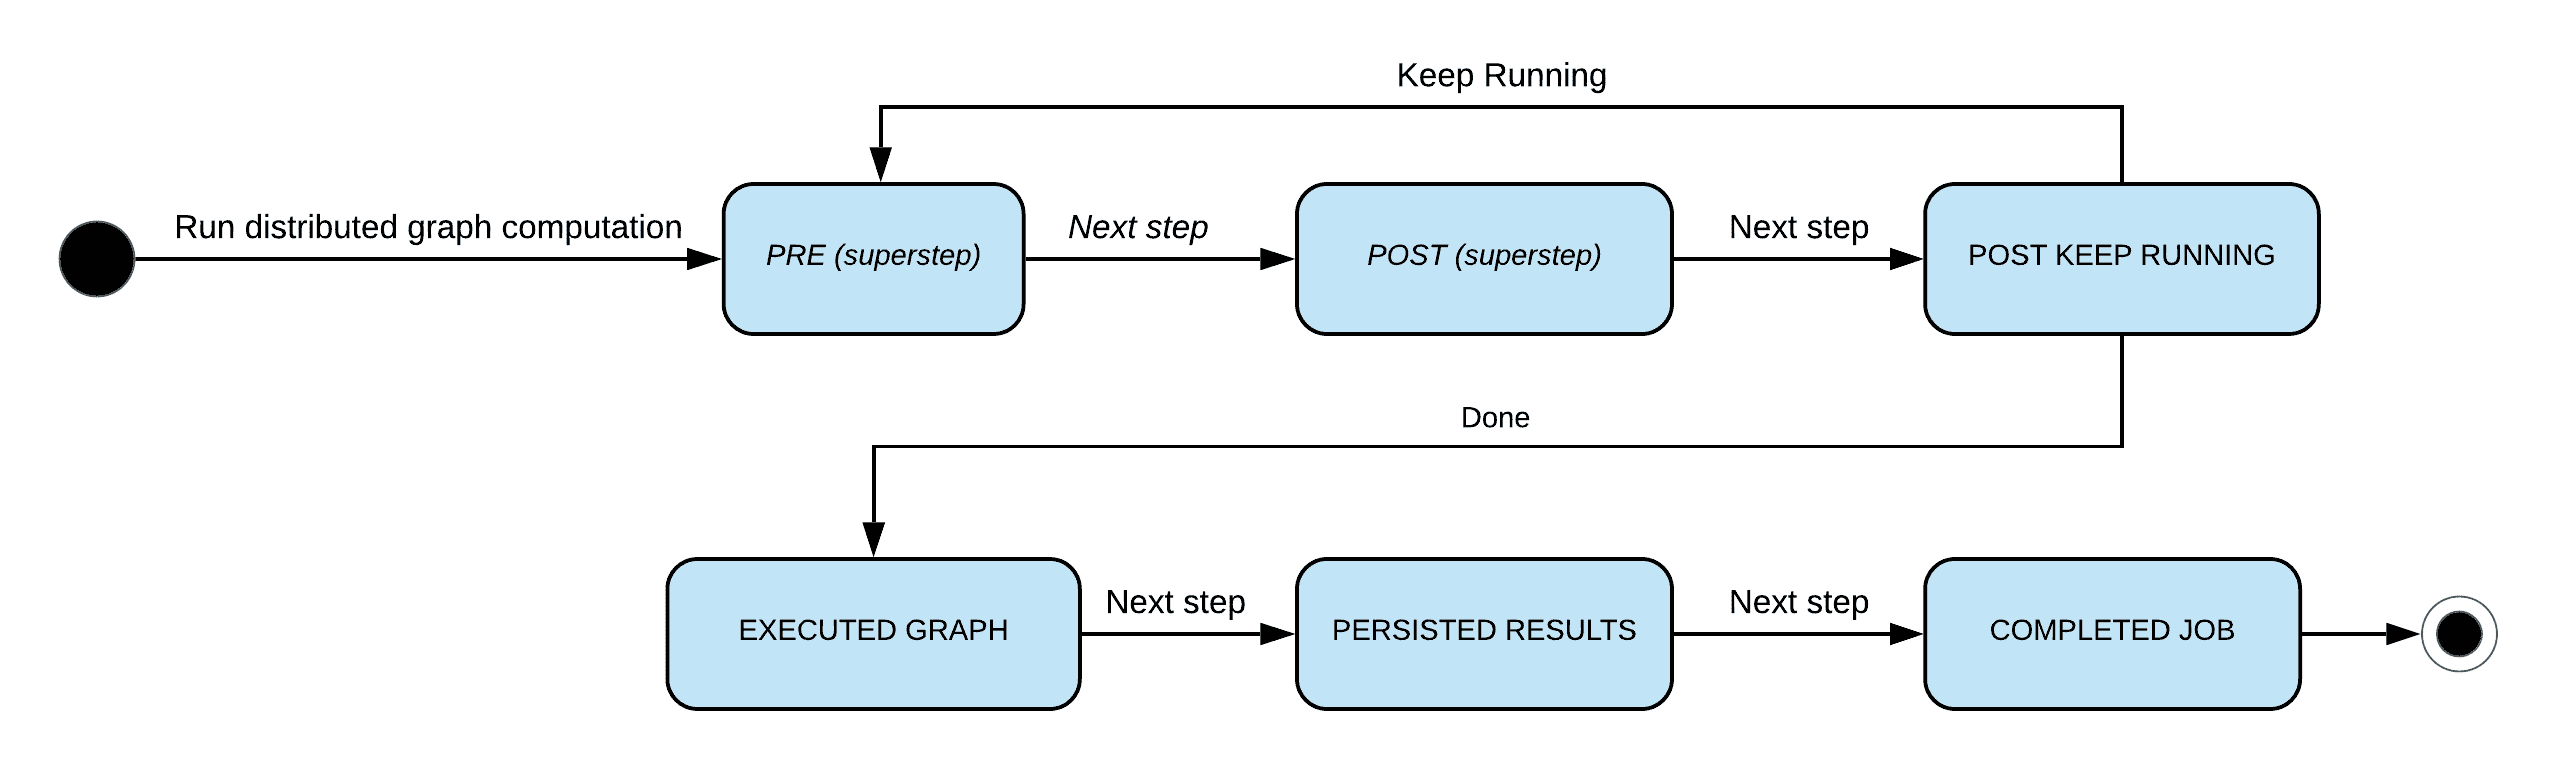 Keep Running
Run distributed graph computation
PRE (superstep)
Next step
POST (superstep)
Next step
POST KEEP RUNNING
Done
EXECUTED GRAPH
Next step
PERSISTED RESULTS
Next step
COMPLETED JOB